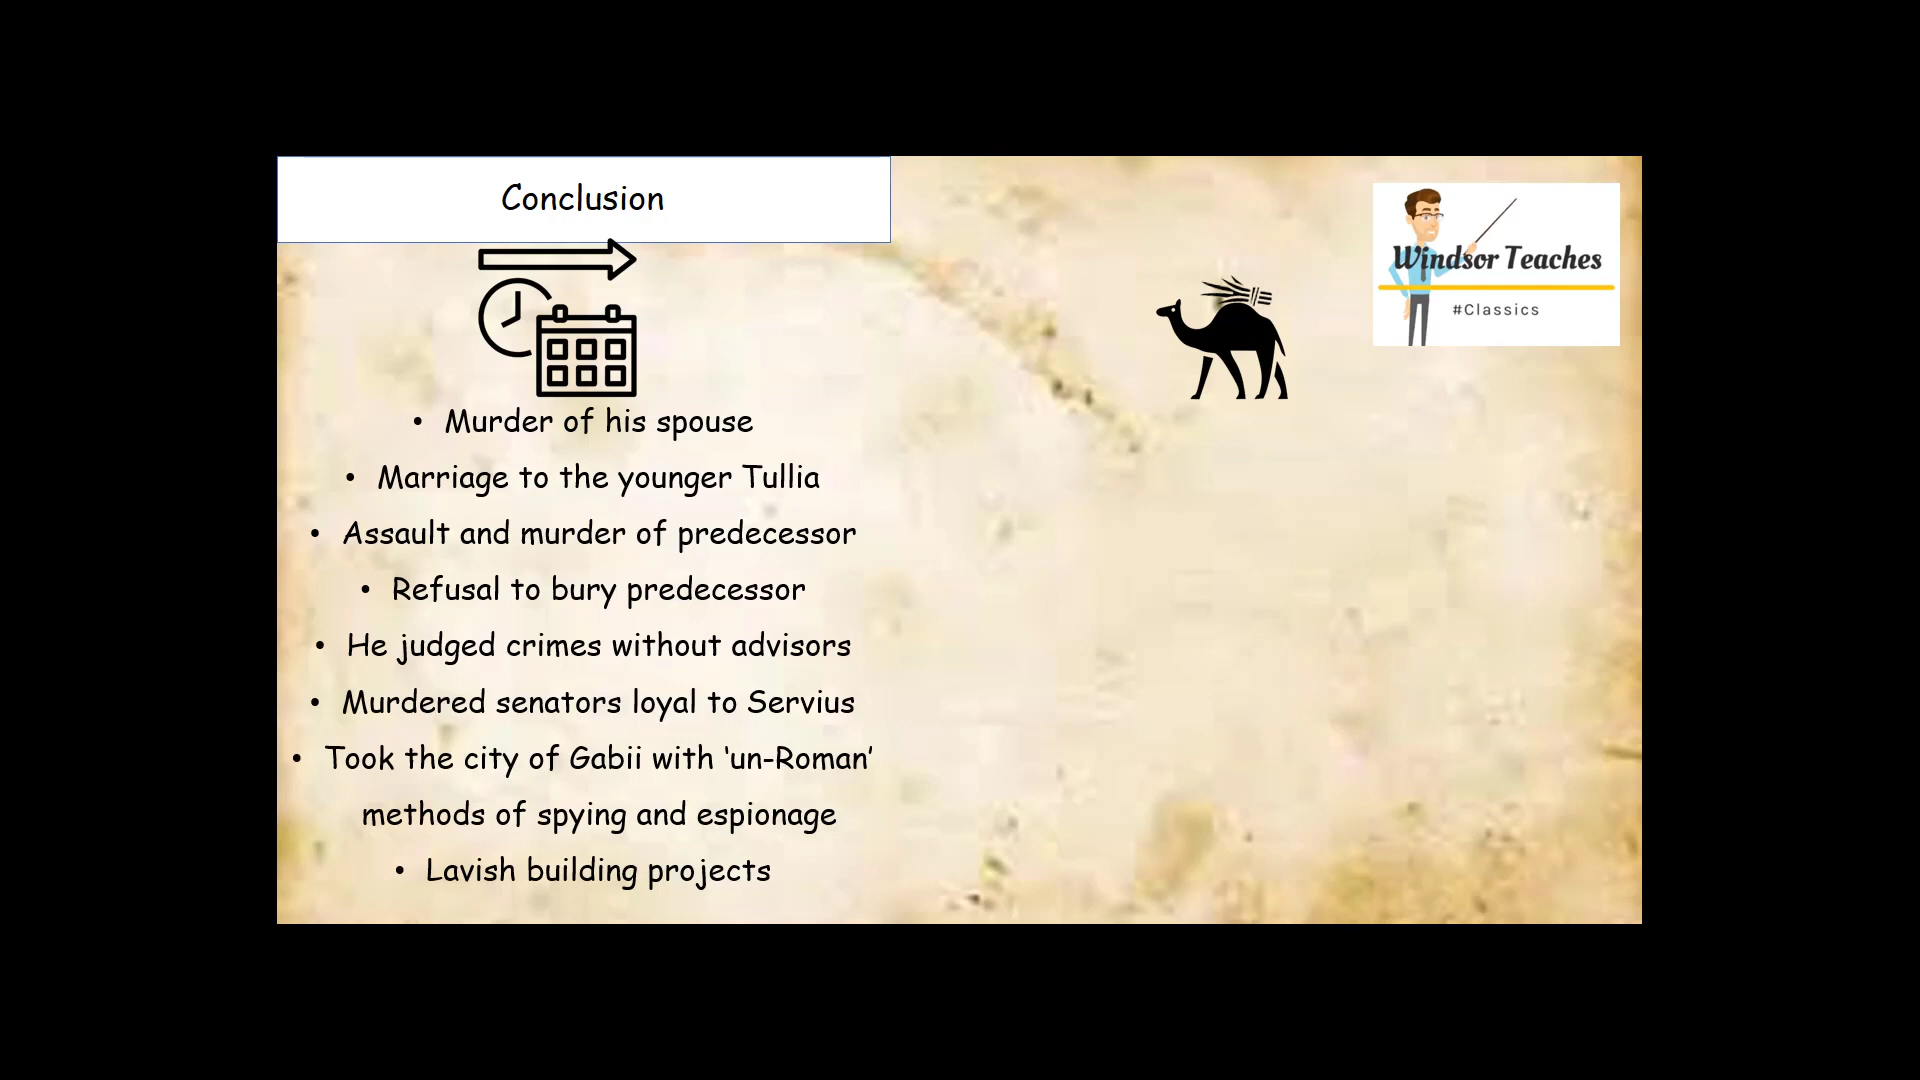 Conclusion
Windsor Teaches
#Classics
• Murder of his spouse
• Marriage to the younger Tullia
• Assault and murder of predecessor
• Refusal to bury predecessor
• He judged crimes without advisors
• Murdered senators loyal to Servius
• Took the city of Gabii with ‘un-Roman’
methods of spying and espionage
• Lavish building projects